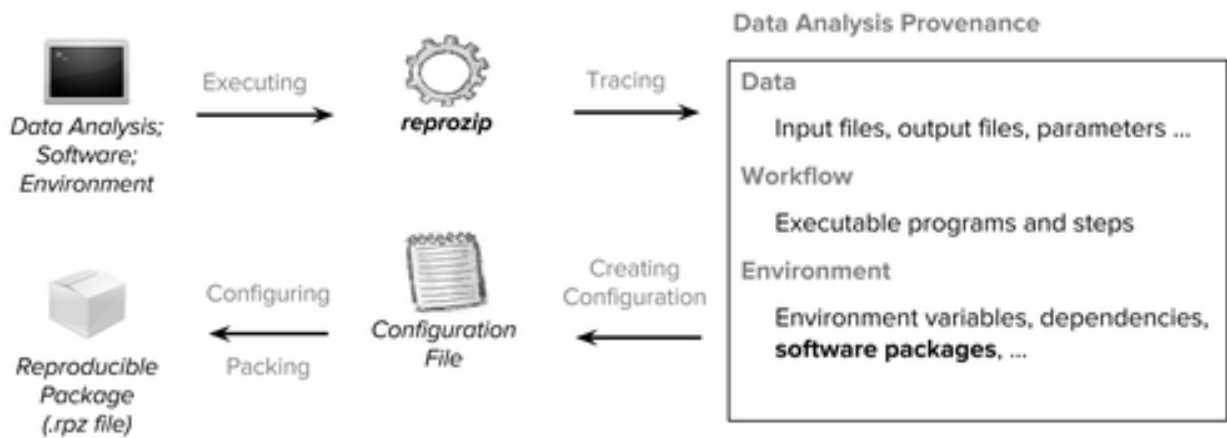 Data Analysis Provenance
Executing
Tracing
Data Analysis;
Software;
Environment
reprozip
Data
Input files, output files, parameters ...
Workflow
Executable programs and steps
Environment
Environment variables, dependencies,
software packages, ...
Creating
Configuration
Configuration
File
Configuring
Packing
Reproducible
Package
(.rpz file)